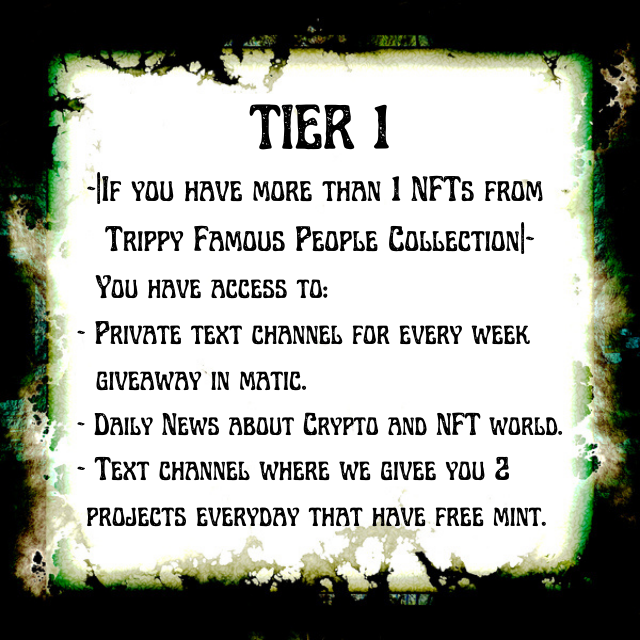 TIER 1
-|If you have more than 1 NFTs from
Trippy Famous People Collection|-
You have access to:
- Private text channel for every week
giveaway in matic.
- Daily News about Crypto and NFT world.
- Text channel where we givee you 2
projects everyday that have free mint.